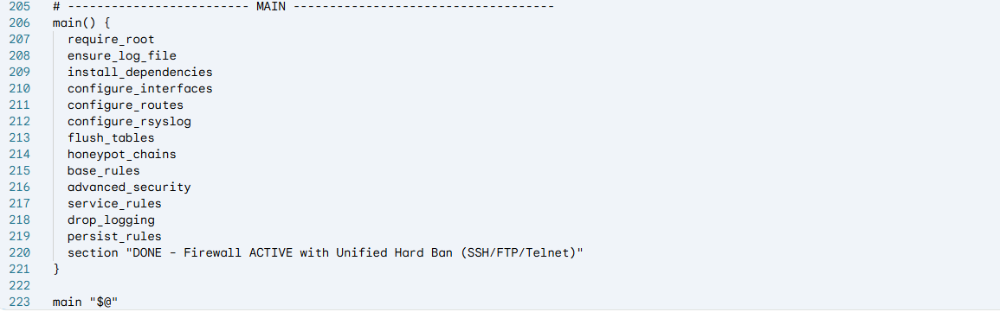 205 # ------------------------- MAIN ------------------------------------
206 main() {
207   require_root
208   ensure_log_file
209   install_dependencies
210   configure_interfaces
211   configure_routes
212   configure_rsyslog
213   flush_tables
214   honeypot_chains
215   base_rules
216   advanced_security
217   service_rules
218   drop_logging
219   persist_rules
220   section "DONE - Firewall ACTIVE with Unified Hard Ban (SSH/FTP/Telnet)"
221 }
222
223 main "$@"